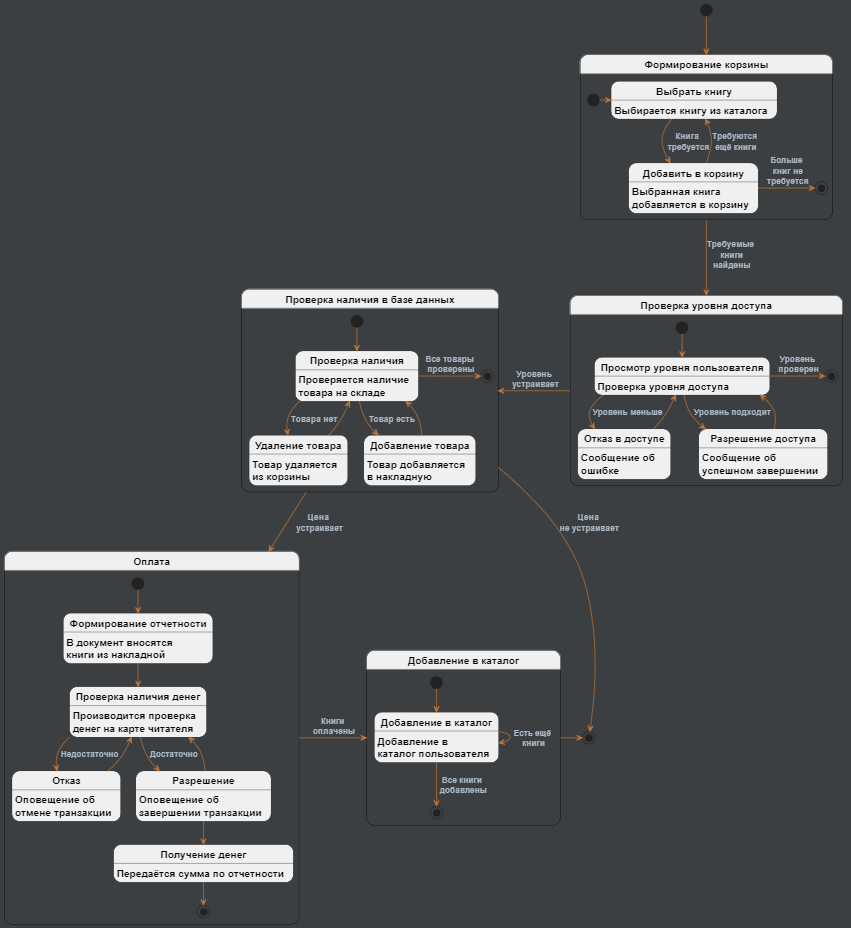 Формирование корзины
Выбрать книгу
Выбирается книгу из каталога
Книга
требуется
Требуются
ещё книги
Больше
книг не
требуется
Добавить в корзину
Выбранная книга
добавляется в корзину
Требуемые
книги
найдены
Проверка наличия в базе данных
Проверка наличия
Проверяется наличие
товара на складе
Все товары
проверены
Товара нет
Товар есть
Удаление товара
Товар удаляется
из корзины
Добавление товара
Товар добавляется
в накладную
Уровень
устраивает
Проверка уровня доступа
Просмотр уровня пользователя
Проверка уровня доступа
Уровень
проверен
Уровень меньше
Уровень подходит
Отказ в доступе
Сообщение об
ошибке
Разрешение доступа
Сообщение об
успешном завершении
Цена
устраивает
Цена
не устраивает
Оплата
Формирование отчетности
В документ вносятся
книги из накладной
Проверка наличия денег
Производится проверка
денег на карте читателя
Недостаточно
Достаточно
Отказ
Оповещение об
отмене транзакции
Разрешение
Оповещение об
завершении транзакции
Получение денег
Передаётся сумма по отчетности
Книги
оплачены
Добавление в каталог
Добавление в каталог
Добавление в
каталог пользователя
Есть ещё
книги
Все книги
добавлены